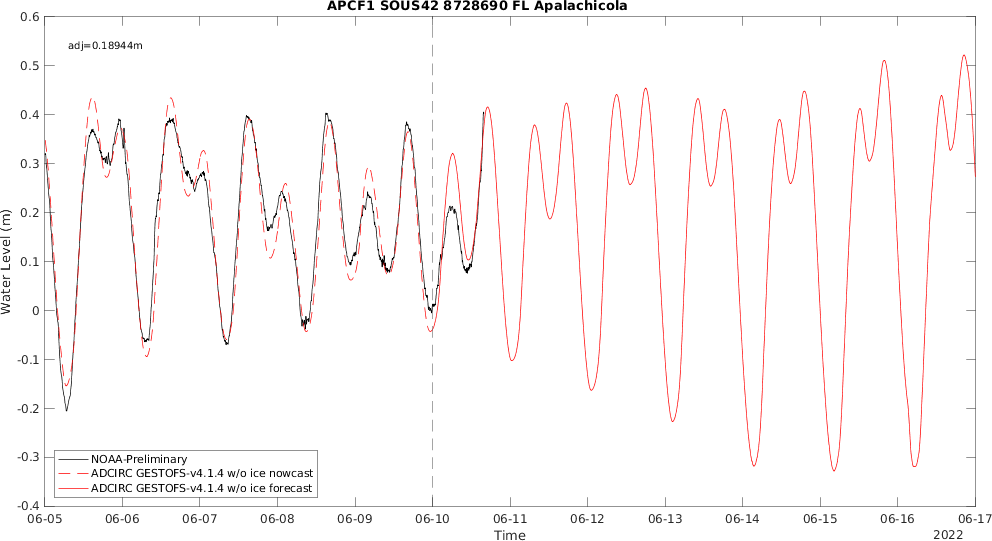 APCF1 SOUS42 8728690 FL Apalachicola
adj=0.18944m
0.6
0.5
0.4
0.3
0.2
0.1
0
-0.1
-0.2
-0.3
-0.4
Water Level (m)
NOAA-Preliminary
ADCIRC GESTOFS-v4.1.4 w/o ice nowcast
ADCIRC GESTOFS-v4.1.4 w/o ice forecast
06-05 06-06 06-07 06-08 06-09 06-10 06-11 06-12 06-13 06-14 06-15 06-16 06-17
Time
2022